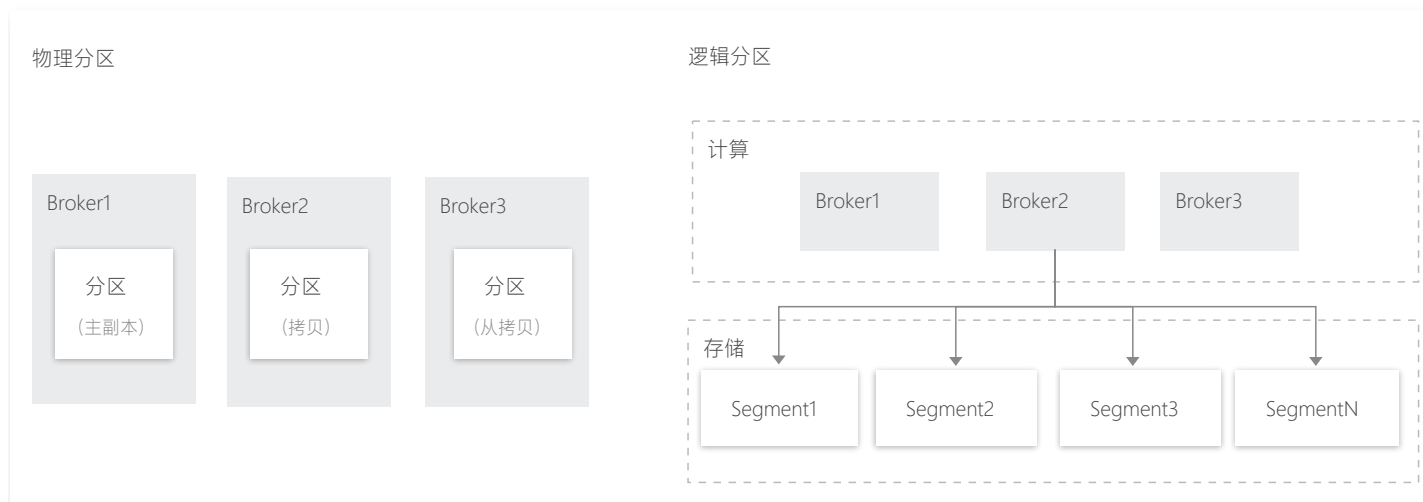 物理分区
Broker1
分区
（主副本）
Broker2
分区
（拷贝）
Broker3
分区
（从拷贝）
逻辑分区
计算
Broker1
Broker2
Broker3
存储
Segment1
Segment2
Segment3
SegmentN